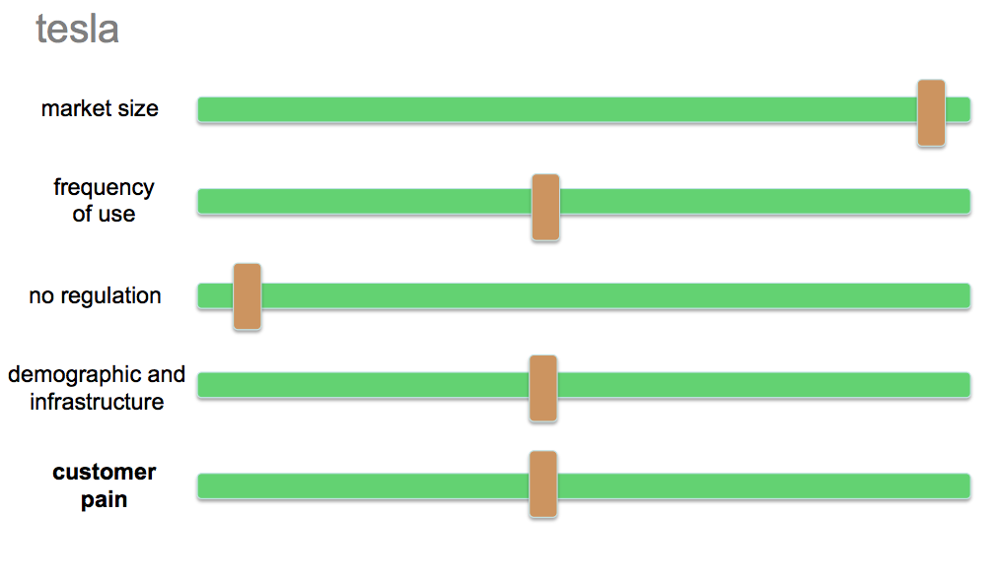 tesla
market size
frequency
of use
no regulation
demographic and
infrastructure
customer
pain